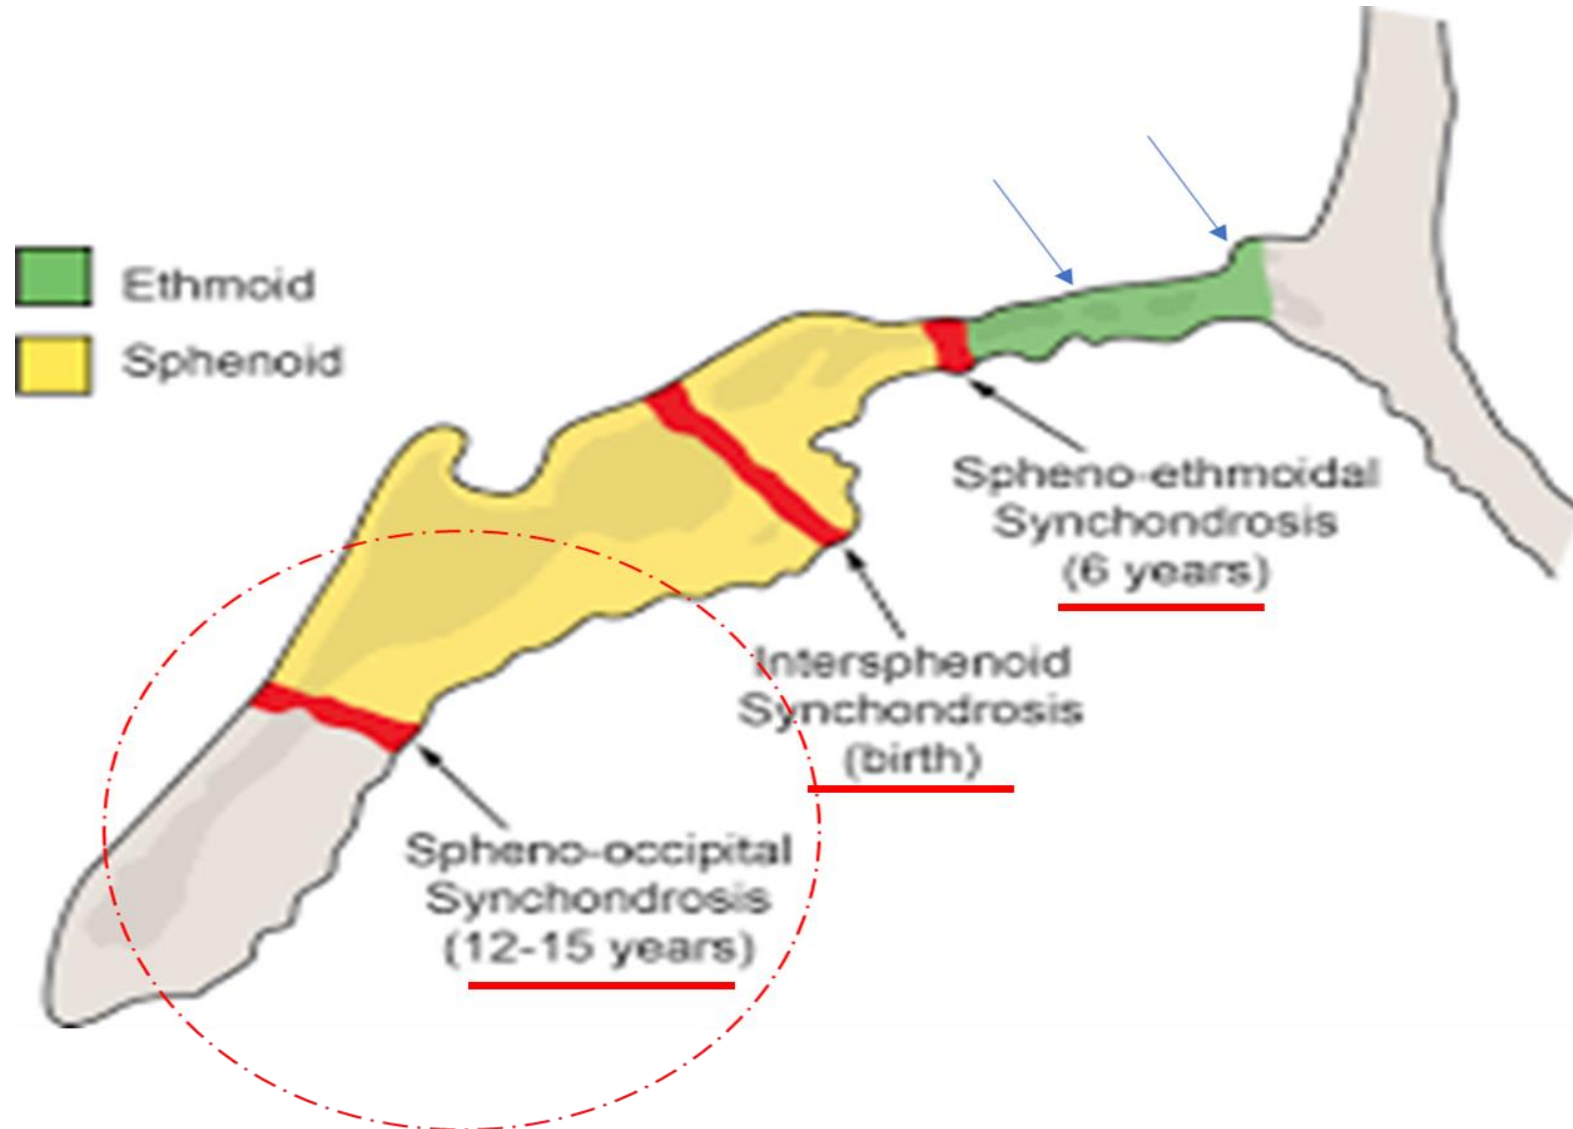 Ethmoid
Sphenoid
Spheno-ethmoidal
Synchondrosis
(6 years)
Intersphenoid
Synchondrosis
(birth)
Spheno-occipital
Synchondrosis
(12-15 years)